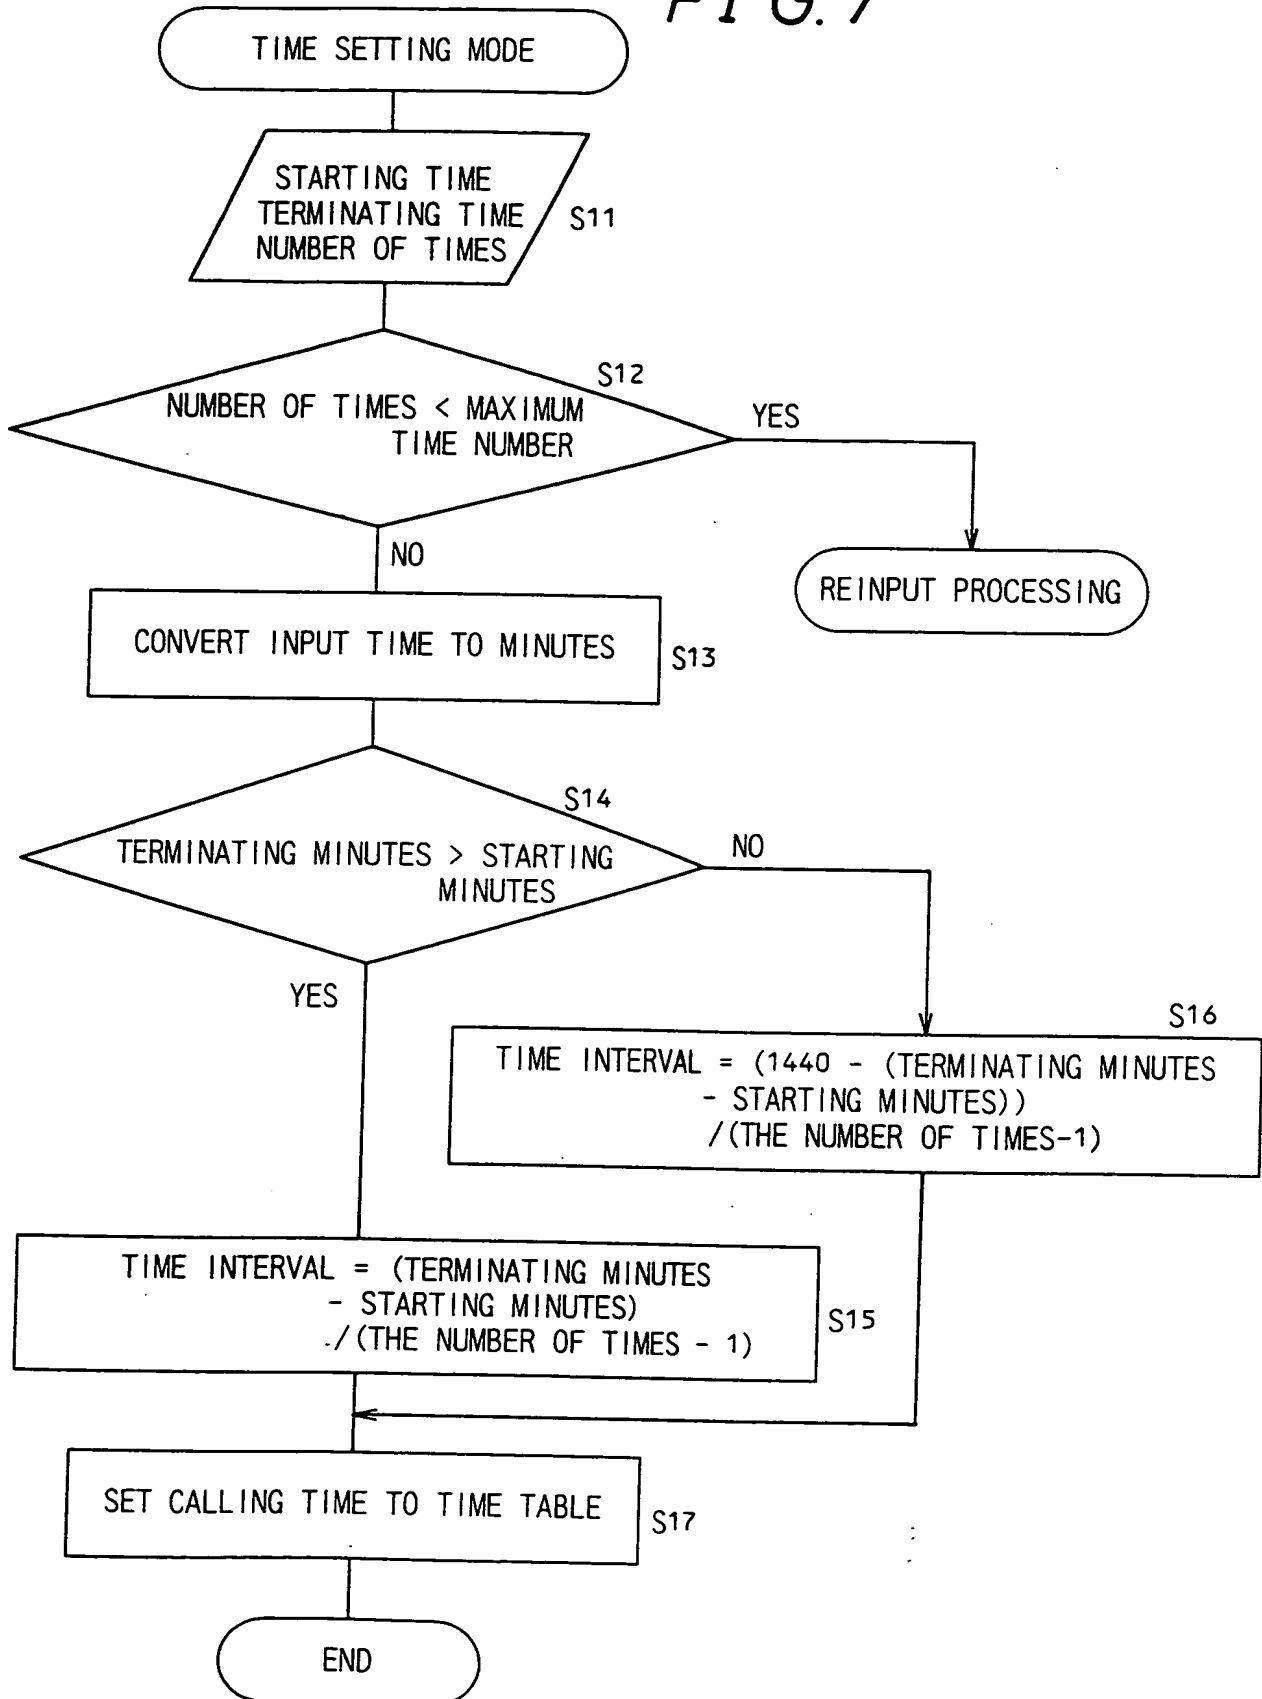 FIG. 7
TIME SETTING MODE
STARTING TIME
TERMINATING TIME
NUMBER OF TIMES
S11
S12
NUMBER OF TIMES < MAXIMUM
TIME NUMBER
YES
NO
REINPUT PROCESSING
CONVERT INPUT TIME TO MINUTES
S13
S14
TERMINATING MINUTES > STARTING
MINUTES
NO
YES
S16
TIME INTERVAL = (1440 - (TERMINATING MINUTES
- STARTING MINUTES))
/(THE NUMBER OF TIMES-1)
TIME INTERVAL = (TERMINATING MINUTES
- STARTING MINUTES)
/(THE NUMBER OF TIMES - 1)
S15
SET CALLING TIME TO TIME TABLE
S17
END